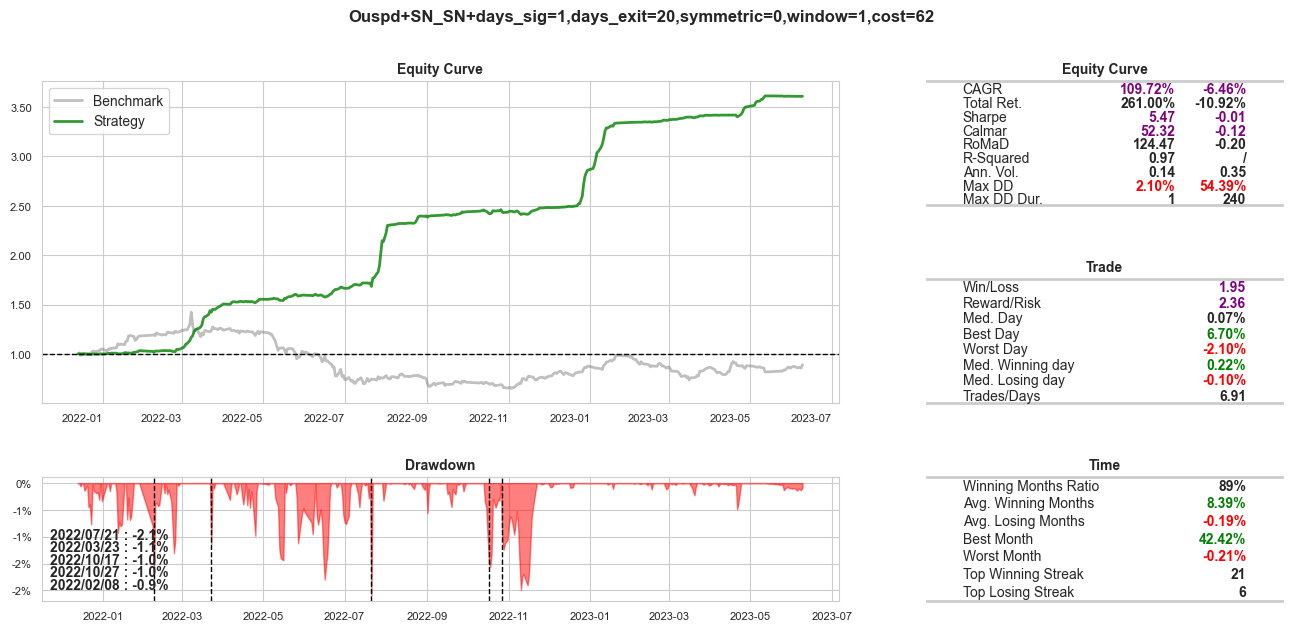 Ouspd+SN_SN+days_sig=1,days_exit=20,symmetric=0,window=1,cost=62
Equity Curve
Benchmark
Strategy
3.50
3.00
2.50
2.00
1.50
1.00
2022-01 2022-03 2022-05 2022-07 2022-09 2022-11 2023-01 2023-03 2023-05 2023-07
Equity Curve
CAGR 109.72% -6.46%
Total Ret. 261.00% -10.92%
Sharpe 5.47 -0.01
Calmar 52.32 -0.12
RoMaD 124.47 -0.20
R-Squared 0.97 /
Ann. Vol. 0.14 0.35
Max DD 2.10% 54.39%
Max DD Dur. 1 240
Trade
Win/Loss 1.95
Reward/Risk 2.36
Med. Day 0.07%
Best Day 6.70%
Worst Day -2.10%
Med. Winning day 0.22%
Med. Losing day -0.10%
Trades/Days 6.91
Drawdown
0%
-1%
-1%
-2%
-2%
2022/07/21 : -2.1%
2022/03/23 : -1.1%
2022/10/17 : -1.0%
2022/10/27 : -1.0%
2022/02/08 : -0.9%
2022-01 2022-03 2022-05 2022-07 2022-09 2022-11 2023-01 2023-03 2023-05 2023-07
Time
Winning Months Ratio 89%
Avg. Winning Months 8.39%
Avg. Losing Months -0.19%
Best Month 42.42%
Worst Month -0.21%
Top Winning Streak 21
Top Losing Streak 6